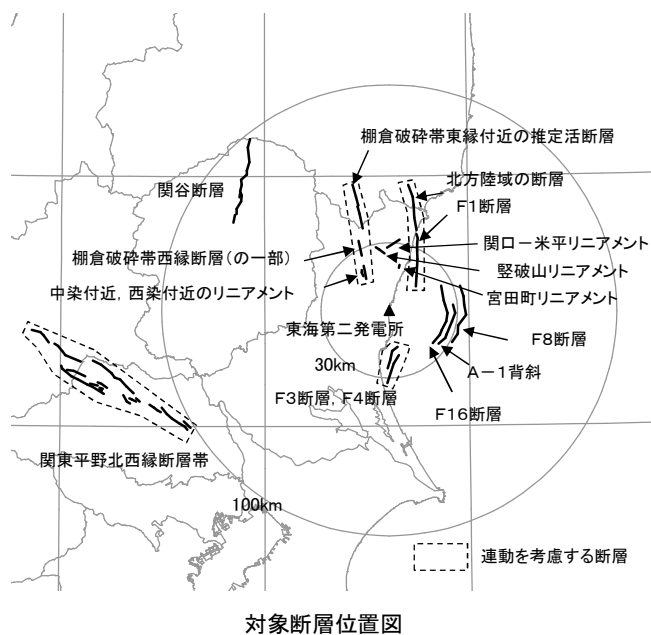 棚倉破砕帯東縁付近の推定活断層
北方陸域の断層
関谷断層
F1断層
関口－米平リニアメント
棚倉破砕帯西縁断層(の一部)
竪破山リニアメント
中染付近, 西染付近のリニアメント
宮田町リニアメント
東海第二発電所
F8断層
30km
A－1背斜
F3断層, F4断層
F16断層
関東平野北西縁断層帯
100km
連動を考慮する断層
対象断層位置図